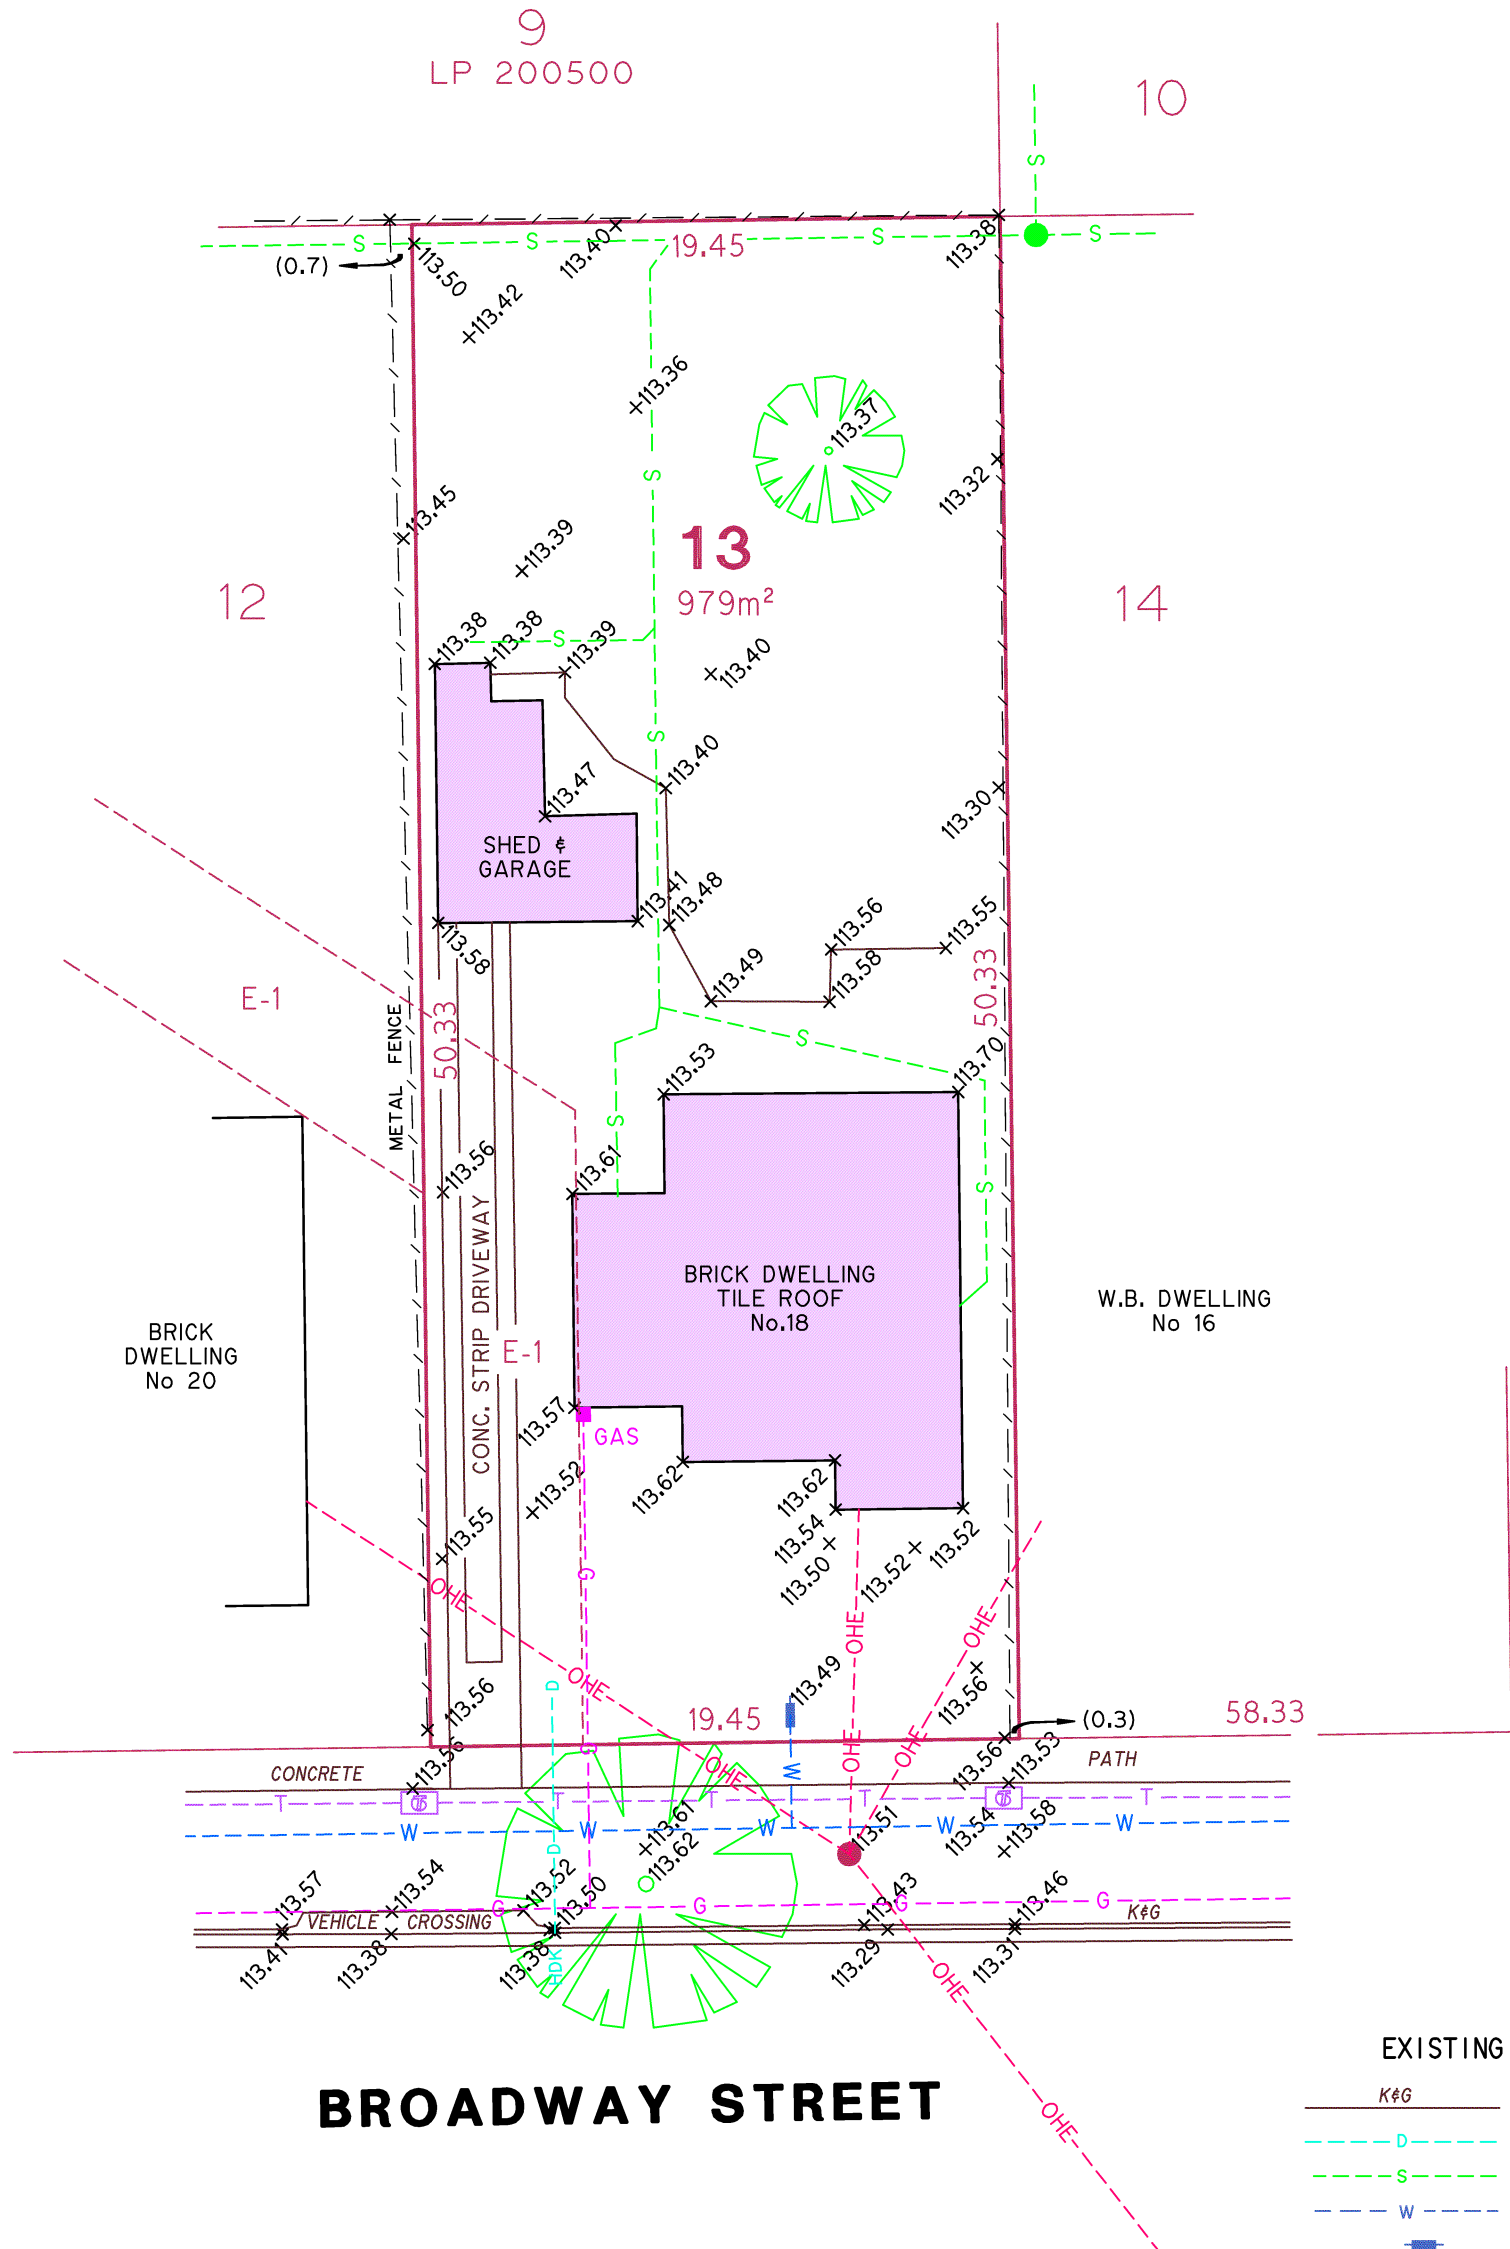 9
LP 200500
10
S
S
S
19.45
S
S
113.38
113.40
(0.7)
113.50
113.42
113.36
113.37
S
113.32
113.45
113.39
13
979m²
12
14
113.38
113.38
S
113.39
113.40
S
113.40
113.47
113.30
SHED &
GARAGE
113.41
113.48
113.58
113.56
113.55
113.49
113.58
E-1
METAL FENCE
50.33
50.33
S
113.53
113.70
S
113.56
113.61
S
CONC. STRIP DRIVEWAY
BRICK DWELLING
TILE ROOF
No.18
W.B. DWELLING
No 16
BRICK
DWELLING
No 20
E-1
113.57
GAS
113.52
113.62
113.62
113.54
113.50
113.52
113.52
113.55
G
OHE
OHE
OHE
OHE
113.56
D
113.49
113.56
19.45
(0.3)
58.33
G
OHE
OHE
OHE
113.56
113.56
113.53
CONCRETE
PATH
W
T
T
T
T
T
W
W
W
W
W
113.61
113.62
113.51
113.54
113.58
D
113.57
113.54
113.52
113.50
113.43
113.46
G
G
G
G
VEHICLE CROSSING
K&G
113.41
113.38
113.38
HDK
113.29
113.31
OHE
EXISTING
K&G
BROADWAY STREET
OHE
D
S
W